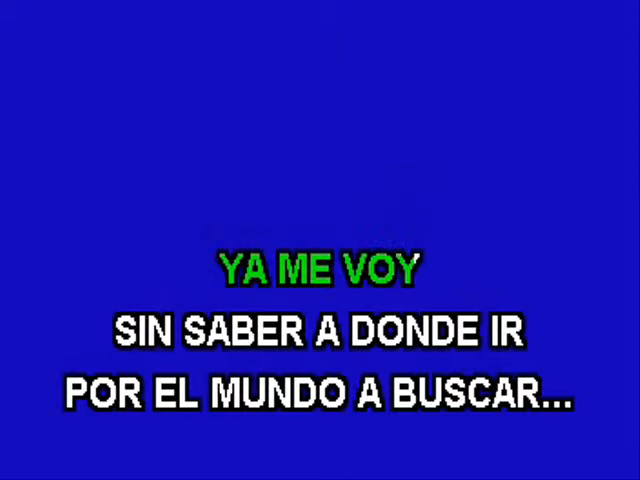 YA ME VOY
SIN SABER A DONDE IR
POR EL MUNDO A BUSCAR...